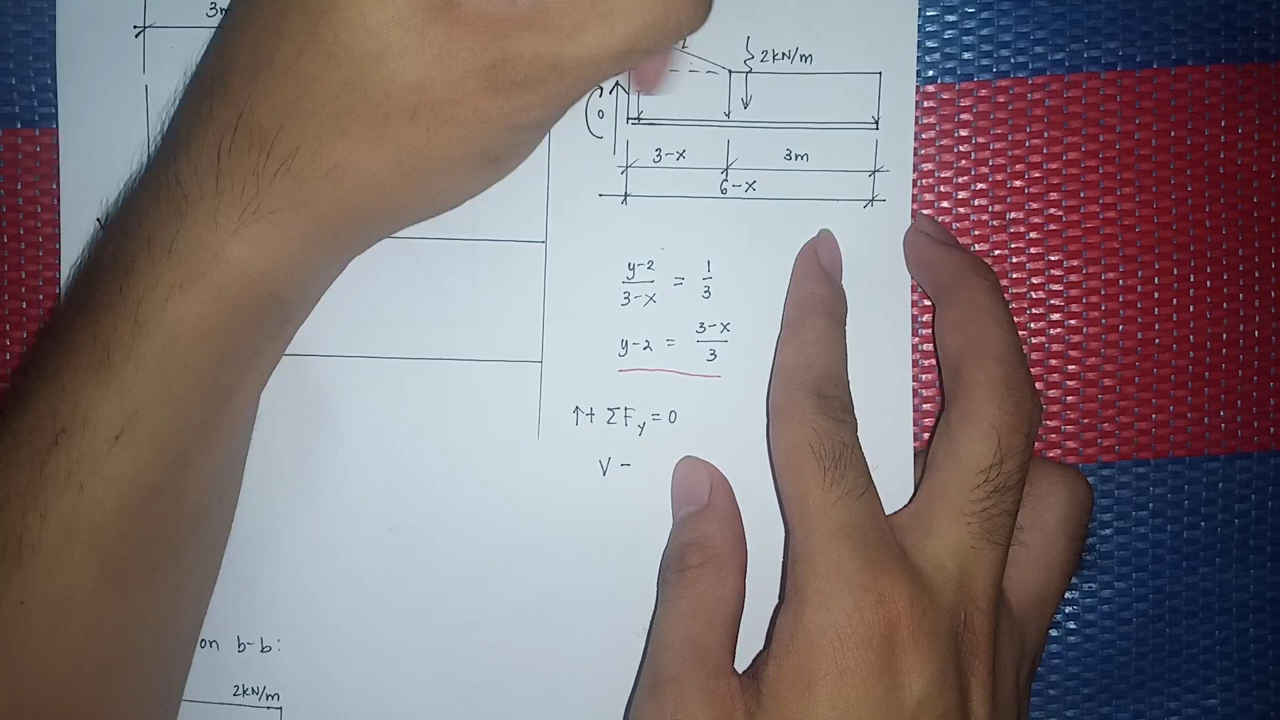 3m
2kN/m
0
3-x
3m
6-x
y-2 / 3-x = 1/3
y-2 = 3-x / 3
↑+ ΣFy = 0
V -
on b-b:
2kN/m